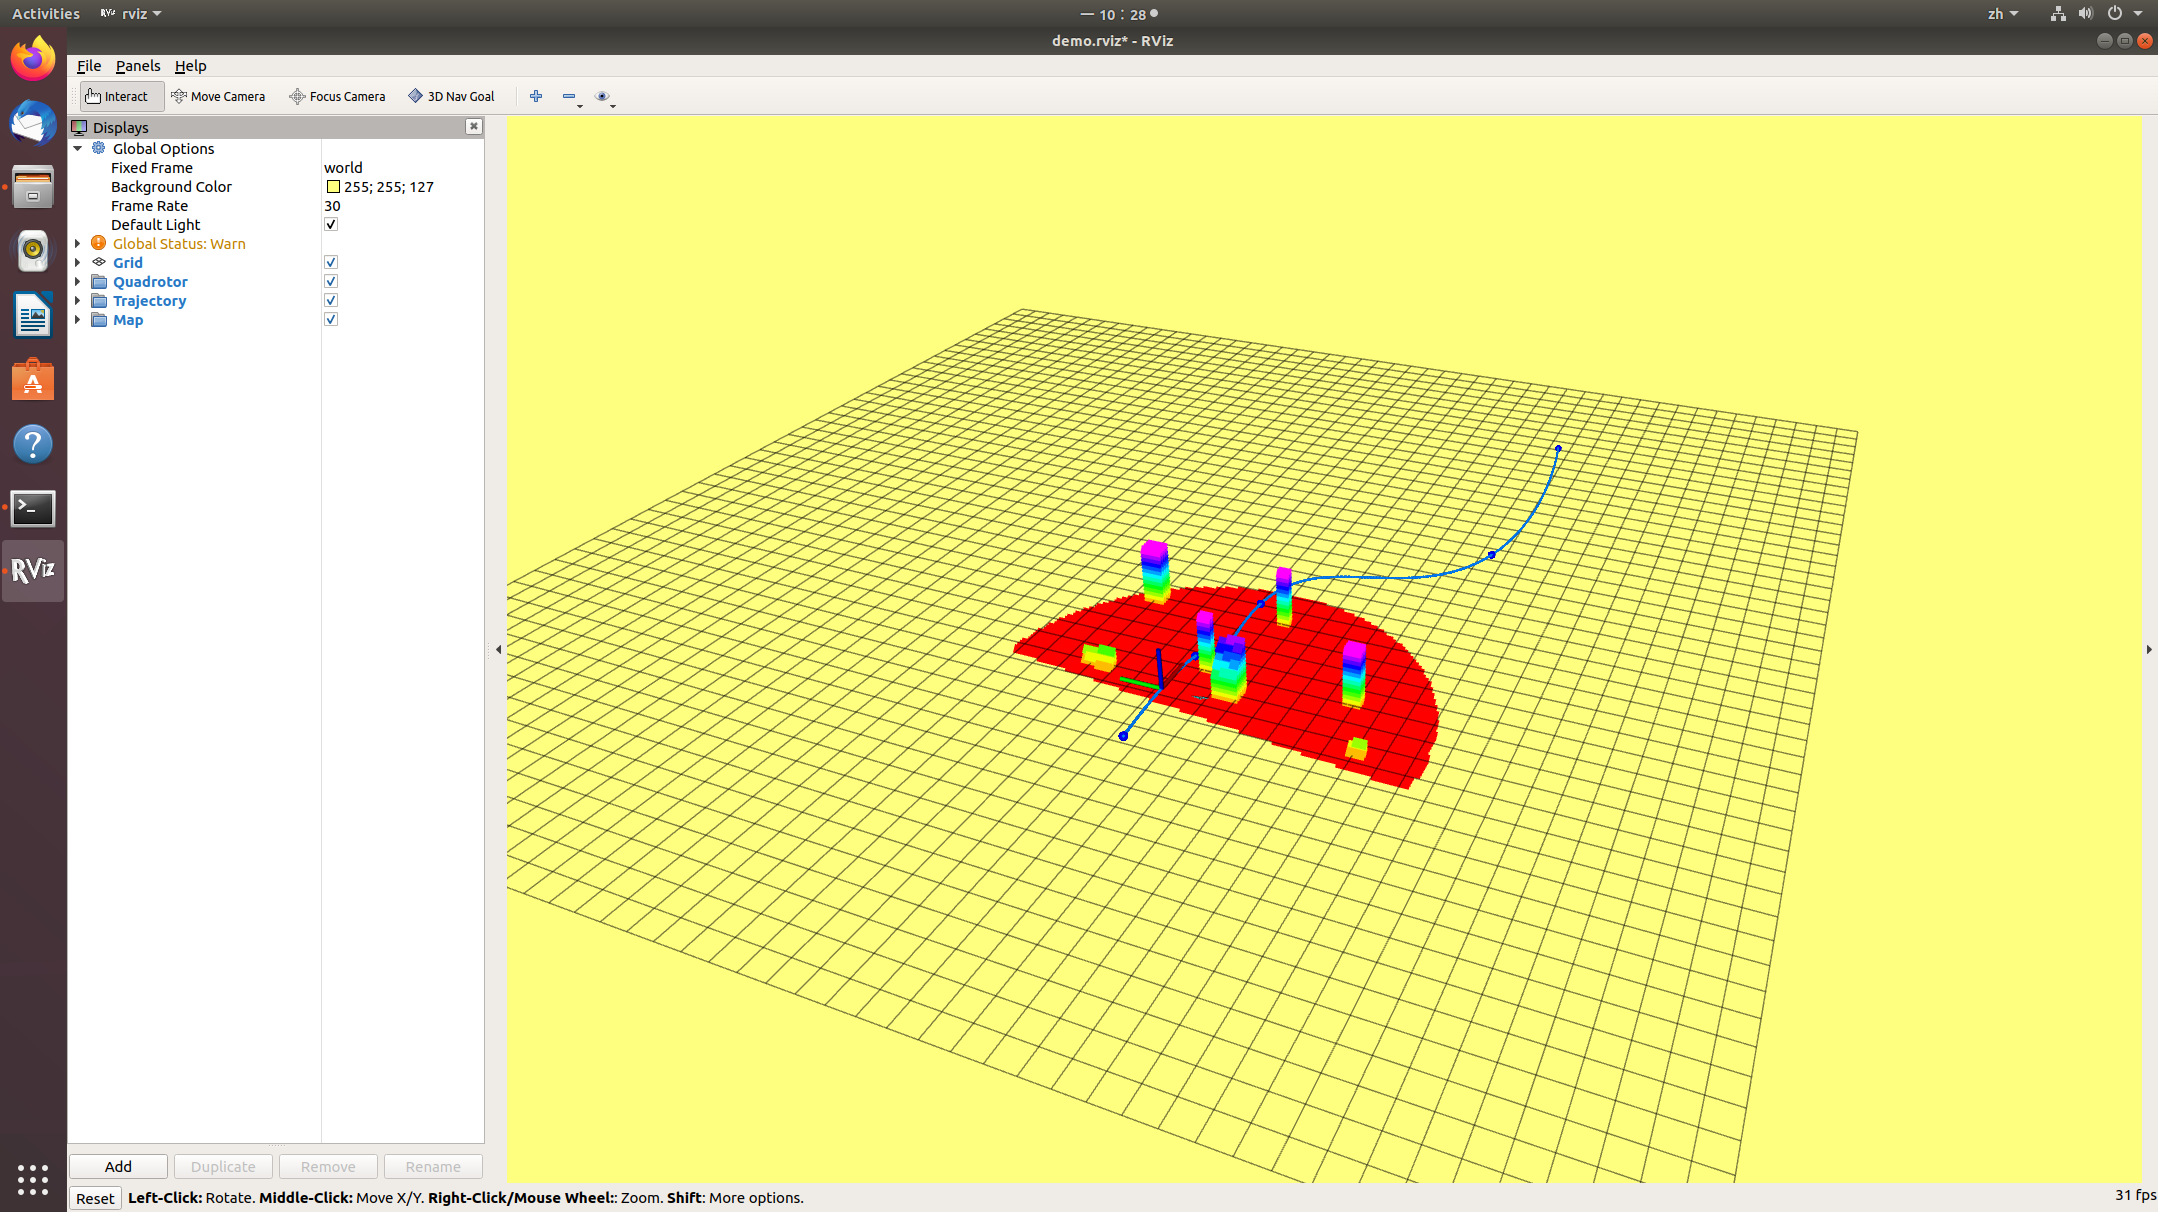 Activities
RViz rviz
一 10：28
zh
demo.rviz* - RViz
File Panels Help
Interact Move Camera Focus Camera 3D Nav Goal
Displays
Global Options
Fixed Frame world
Background Color 255; 255; 127
Frame Rate 30
Default Light
Global Status: Warn
Grid
Quadrotor
Trajectory
Map
RViz
Add Duplicate Remove Rename
Reset Left-Click: Rotate. Middle-Click: Move X/Y. Right-Click/Mouse Wheel:: Zoom. Shift: More options.
31 fps